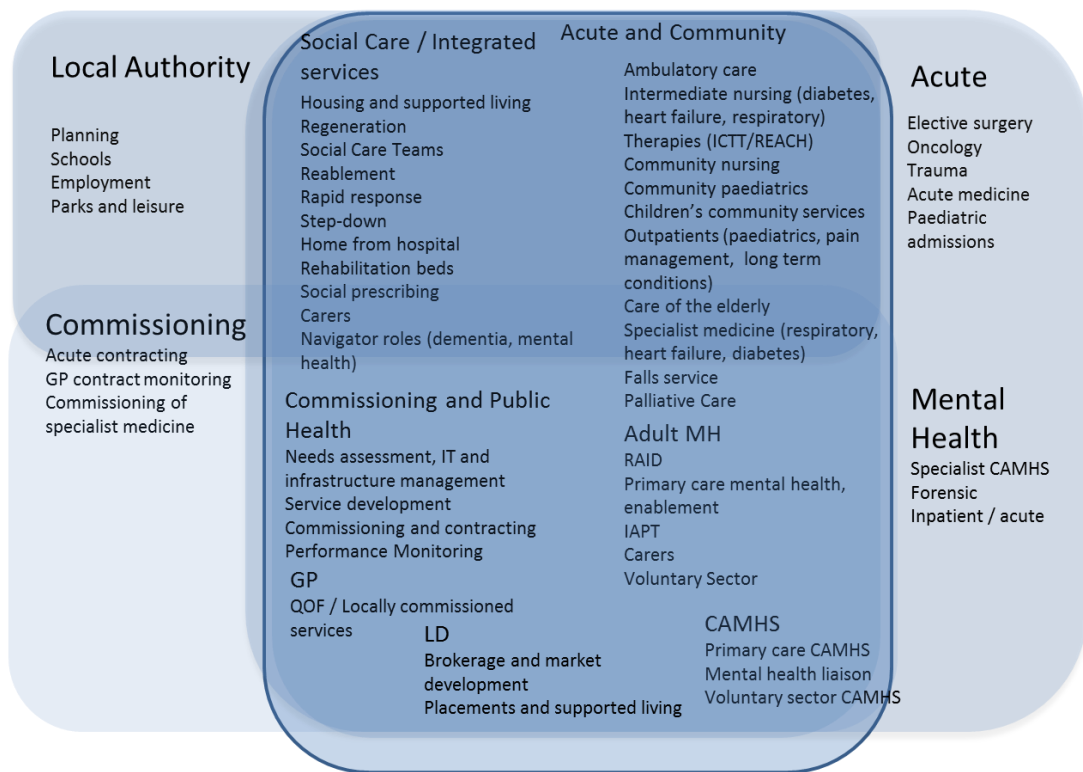 Local Authority
Planning
Schools
Employment
Parks and leisure
Commissioning
Acute contracting
GP contract monitoring
Commissioning of
specialist medicine
Social Care / Integrated
services
Housing and supported living
Regeneration
Social Care Teams
Reablement
Rapid response
Step-down
Home from hospital
Rehabilitation beds
Social prescribing
Carers
Navigator roles (dementia, mental
health)
Commissioning and Public
Health
Needs assessment, IT and
infrastructure management
Service development
Commissioning and contracting
Performance Monitoring
GP
QOF / Locally commissioned
services
LD
Brokerage and market
development
Placements and supported living
Acute and Community
Ambulatory care
Intermediate nursing (diabetes,
heart failure, respiratory)
Therapies (ICTT/REACH)
Community nursing
Community paediatrics
Children’s community services
Outpatients (paediatrics, pain
management, long term
conditions)
Care of the elderly
Specialist medicine (respiratory,
heart failure, diabetes)
Falls service
Palliative Care
Adult MH
RAID
Primary care mental health,
enablement
IAPT
Carers
Voluntary Sector
CAMHS
Primary care CAMHS
Mental health liaison
Voluntary sector CAMHS
Acute
Elective surgery
Oncology
Trauma
Acute medicine
Paediatric
admissions
Mental
Health
Specialist CAMHS
Forensic
Inpatient / acute